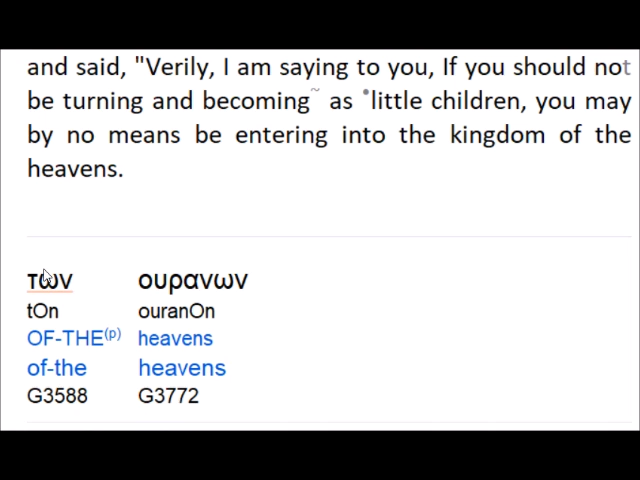 and said, "Verily, I am saying to you, If you should not
be turning and becoming˜ as •little children, you may
by no means be entering into the kingdom of the
heavens.
των ουρανων
tOn ouranOn
OF-THE(p) heavens
of-the heavens
G3588 G3772